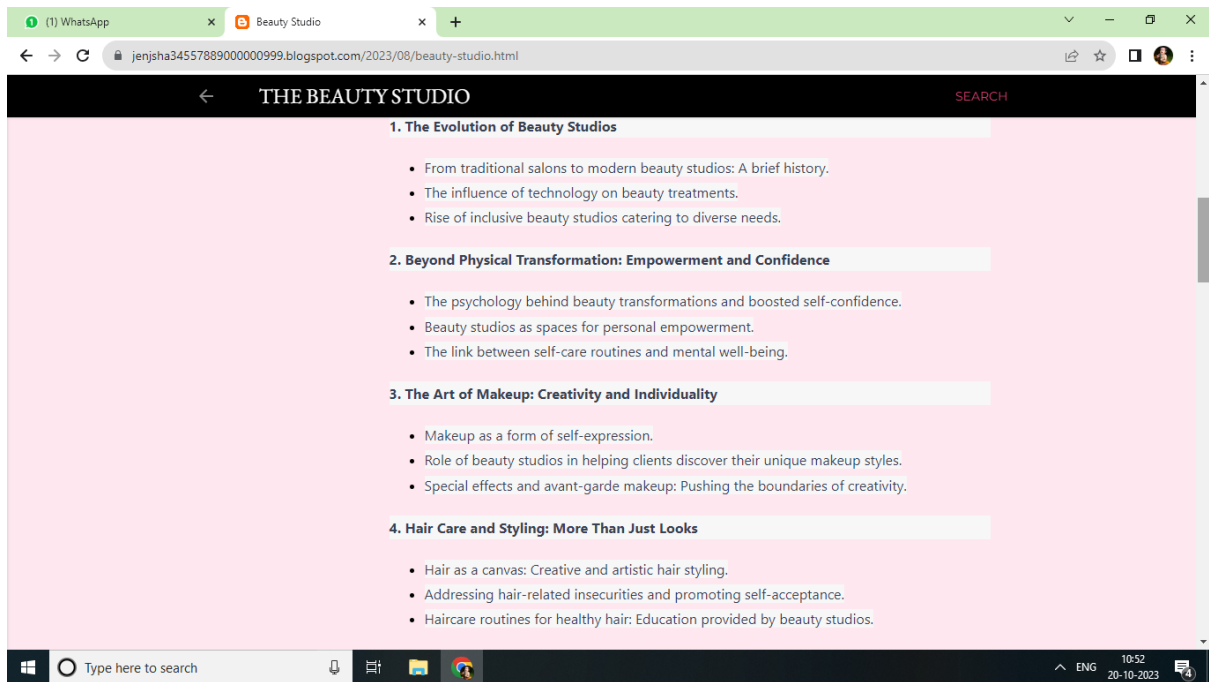 (1) WhatsApp
Beauty Studio
jenjsha34557889000000999.blogspot.com/2023/08/beauty-studio.html
THE BEAUTY STUDIO
SEARCH
1. The Evolution of Beauty Studios
From traditional salons to modern beauty studios: A brief history.
The influence of technology on beauty treatments.
Rise of inclusive beauty studios catering to diverse needs.
2. Beyond Physical Transformation: Empowerment and Confidence
The psychology behind beauty transformations and boosted self-confidence.
Beauty studios as spaces for personal empowerment.
The link between self-care routines and mental well-being.
3. The Art of Makeup: Creativity and Individuality
Makeup as a form of self-expression.
Role of beauty studios in helping clients discover their unique makeup styles.
Special effects and avant-garde makeup: Pushing the boundaries of creativity.
4. Hair Care and Styling: More Than Just Looks
Hair as a canvas: Creative and artistic hair styling.
Addressing hair-related insecurities and promoting self-acceptance.
Haircare routines for healthy hair: Education provided by beauty studios.
Type here to search
ENG
10:52
20-10-2023
4